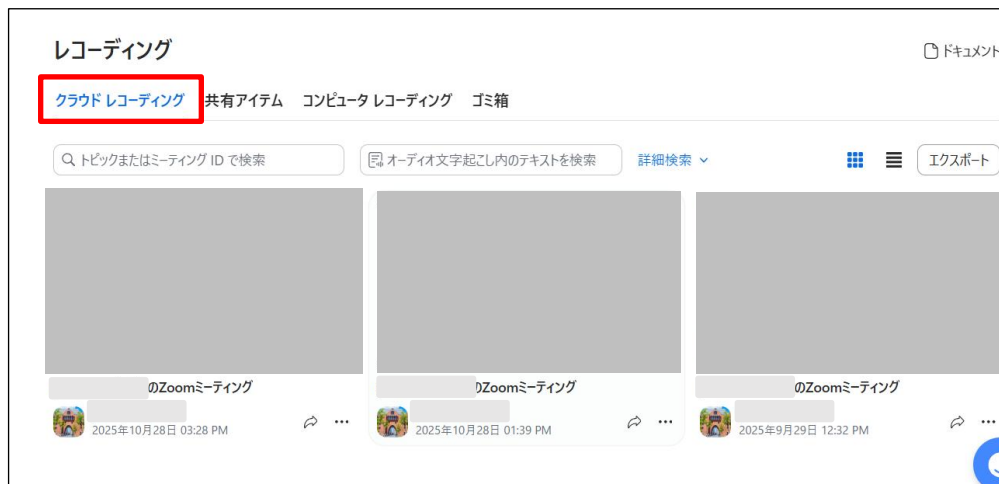 レコーディング
ドキュメント
クラウド レコーディング 共有アイテム コンピュータ レコーディング ゴミ箱
トピックまたはミーティング ID で検索 オーディオ文字起こし内のテキストを検索 詳細検索 エクスポート
のZoomミーティング のZoomミーティング のZoomミーティング
2025年10月28日 03:28 PM 2025年10月28日 01:39 PM 2025年9月29日 12:32 PM